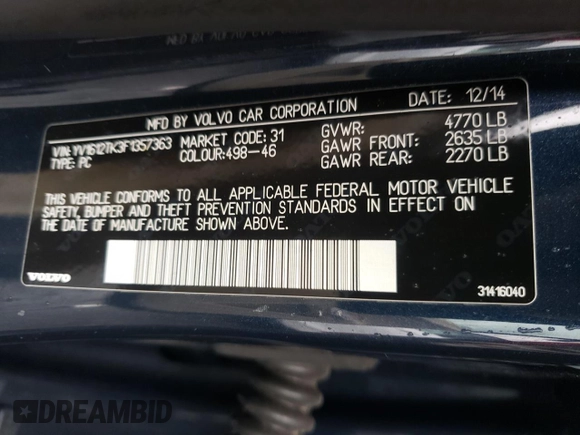 MFD BY VOLVO CAR CORPORATION DATE: 12/14
VIN: YV1612TK3F1357363 MARKET CODE: 31 GVWR: 4770 LB
TYPE: PC COLOUR:498-46 GAWR FRONT: 2635 LB
GAWR REAR: 2270 LB
THIS VEHICLE CONFORMS TO ALL APPLICABLE FEDERAL MOTOR VEHICLE
SAFETY, BUMPER AND THEFT PREVENTION STANDARDS IN EFFECT ON
THE DATE OF MANUFACTURE SHOWN ABOVE.
VOLVO 31416040
DREAMBID